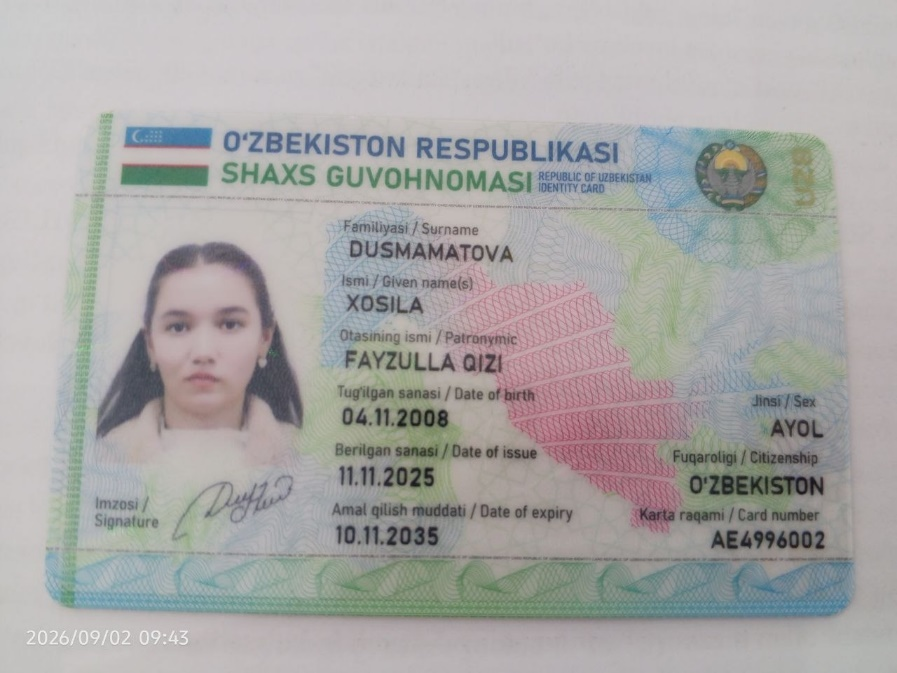 O‘ZBEKISTON RESPUBLIKASI
SHAXS GUVOHNOMASI
REPUBLIC OF UZBEKISTAN
IDENTITY CARD
Familiyasi / Surname
DUSMAMATOVA
Ismi / Given name(s)
XOSILA
Otasining ismi / Patronymic
FAYZULLA QIZI
Tug‘ilgan sanasi / Date of birth
04.11.2008
Jinsi / Sex
AYOL
Berilgan sanasi / Date of issue
11.11.2025
Fuqaroligi / Citizenship
O‘ZBEKISTON
Imzosi /
Signature
Amal qilish muddati / Date of expiry
10.11.2035
Karta raqami / Card number
AE4996002
2026/09/02 09:43